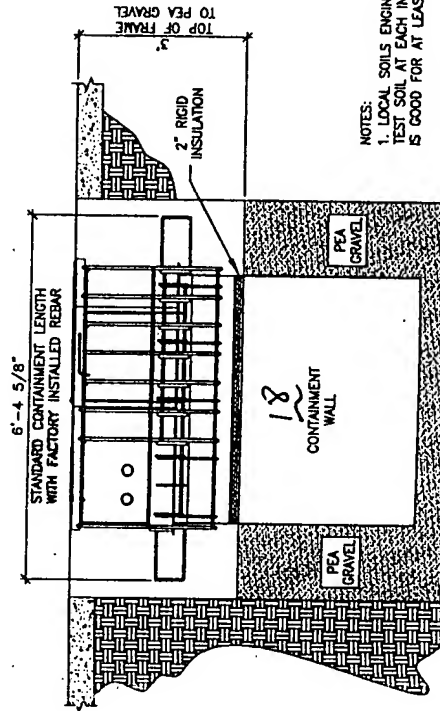 6'-4 5/8"
STANDARD CONTAINMENT LENGTH
WITH FACTORY INSTALLED REBAR
3"
TOP OF FRAME
TO PEA GRAVEL
2" RIGID
INSULATION
18
CONTAINMENT
WALL
PEA
GRAVEL
PEA
GRAVEL
NOTES:
1. LOCAL SOILS ENGIN
TEST SOIL AT EACH IN
IS GOOD FOR AT LEAS